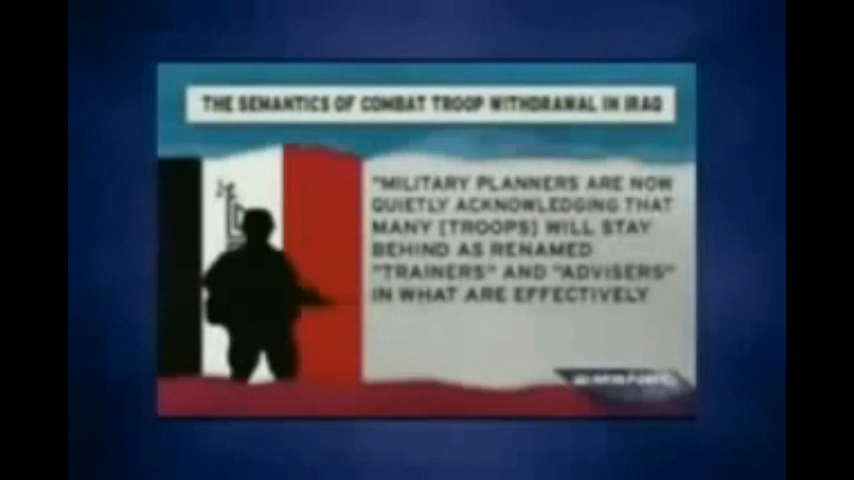 THE SEMANTICS OF COMBAT TROOP WITHDRAWAL IN IRAQ
"MILITARY PLANNERS ARE NOW
QUIETLY ACKNOWLEDGING THAT
MANY [TROOPS] WILL STAY
BEHIND AS RENAMED
"TRAINERS" AND "ADVISERS"
IN WHAT ARE EFFECTIVELY